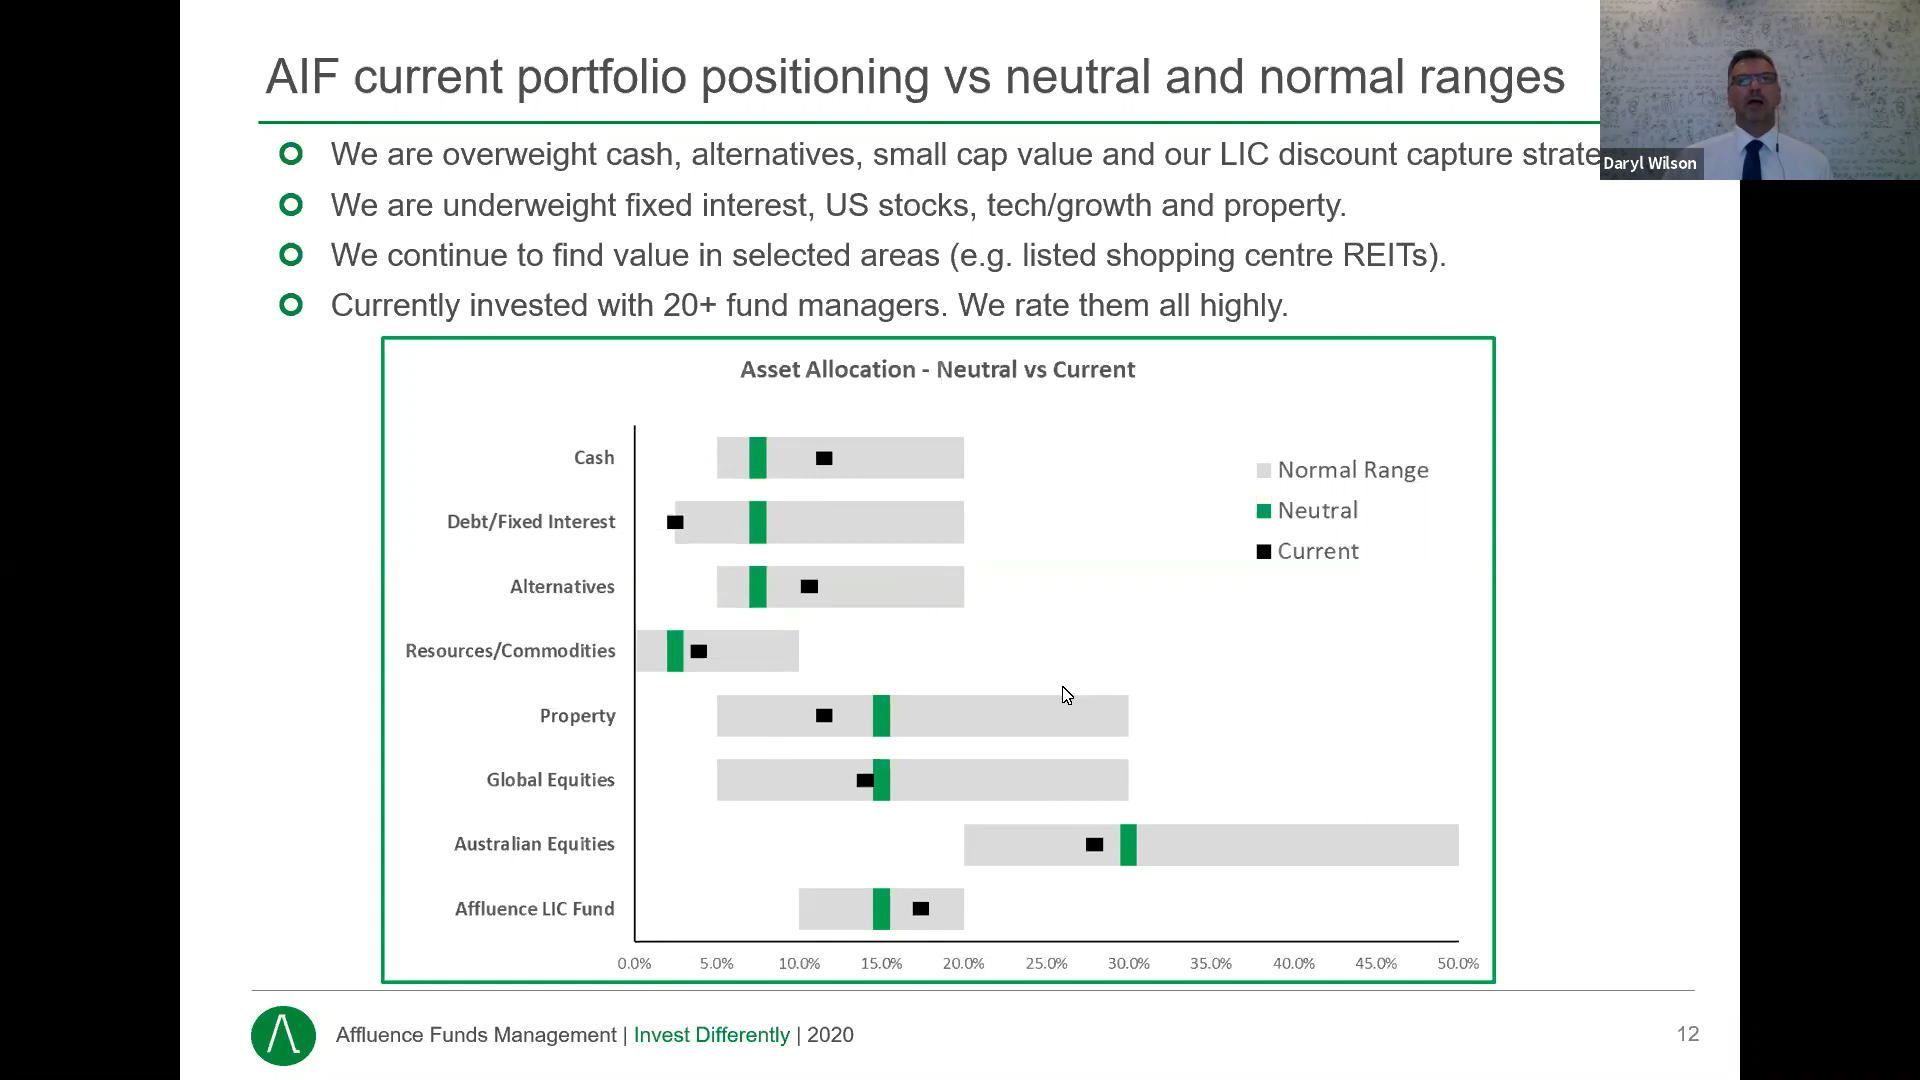 AIF current portfolio positioning vs neutral and normal ranges
We are overweight cash, alternatives, small cap value and our LIC discount capture strate
Daryl Wilson
We are underweight fixed interest, US stocks, tech/growth and property.
We continue to find value in selected areas (e.g. listed shopping centre REITs).
Currently invested with 20+ fund managers. We rate them all highly.
Asset Allocation - Neutral vs Current
Cash
Debt/Fixed Interest
Alternatives
Resources/Commodities
Property
Global Equities
Australian Equities
Affluence LIC Fund
Normal Range
Neutral
Current
0.0% 5.0% 10.0% 15.0% 20.0% 25.0% 30.0% 35.0% 40.0% 45.0% 50.0%
Affluence Funds Management | Invest Differently | 2020
12